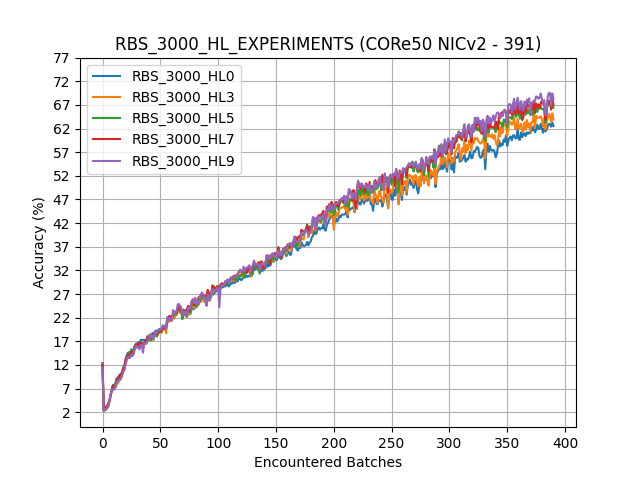 RBS_3000_HL_EXPERIMENTS (CORe50 NICv2 - 391)
RBS_3000_HL0
RBS_3000_HL3
RBS_3000_HL5
RBS_3000_HL7
RBS_3000_HL9
Accuracy (%)
77
72
67
62
57
52
47
42
37
32
27
22
17
12
7
2
0 50 100 150 200 250 300 350 400
Encountered Batches